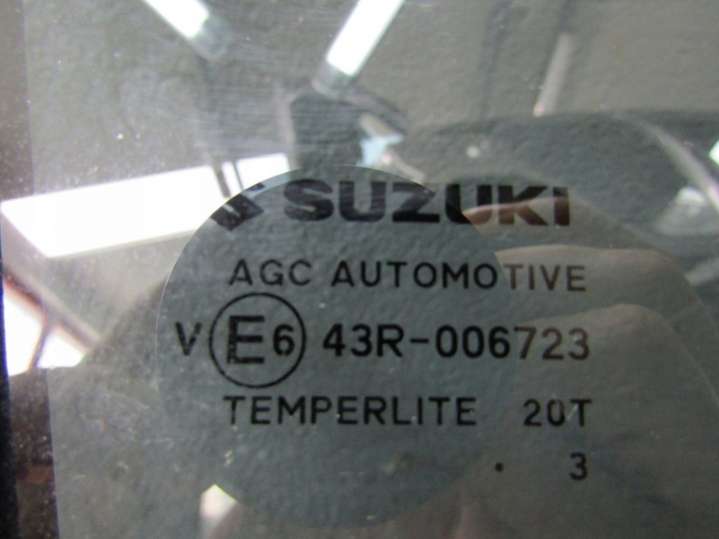 SUZUKI
AGC AUTOMOTIVE
V E6 43R-006723
TEMPERLITE 20T
. 3